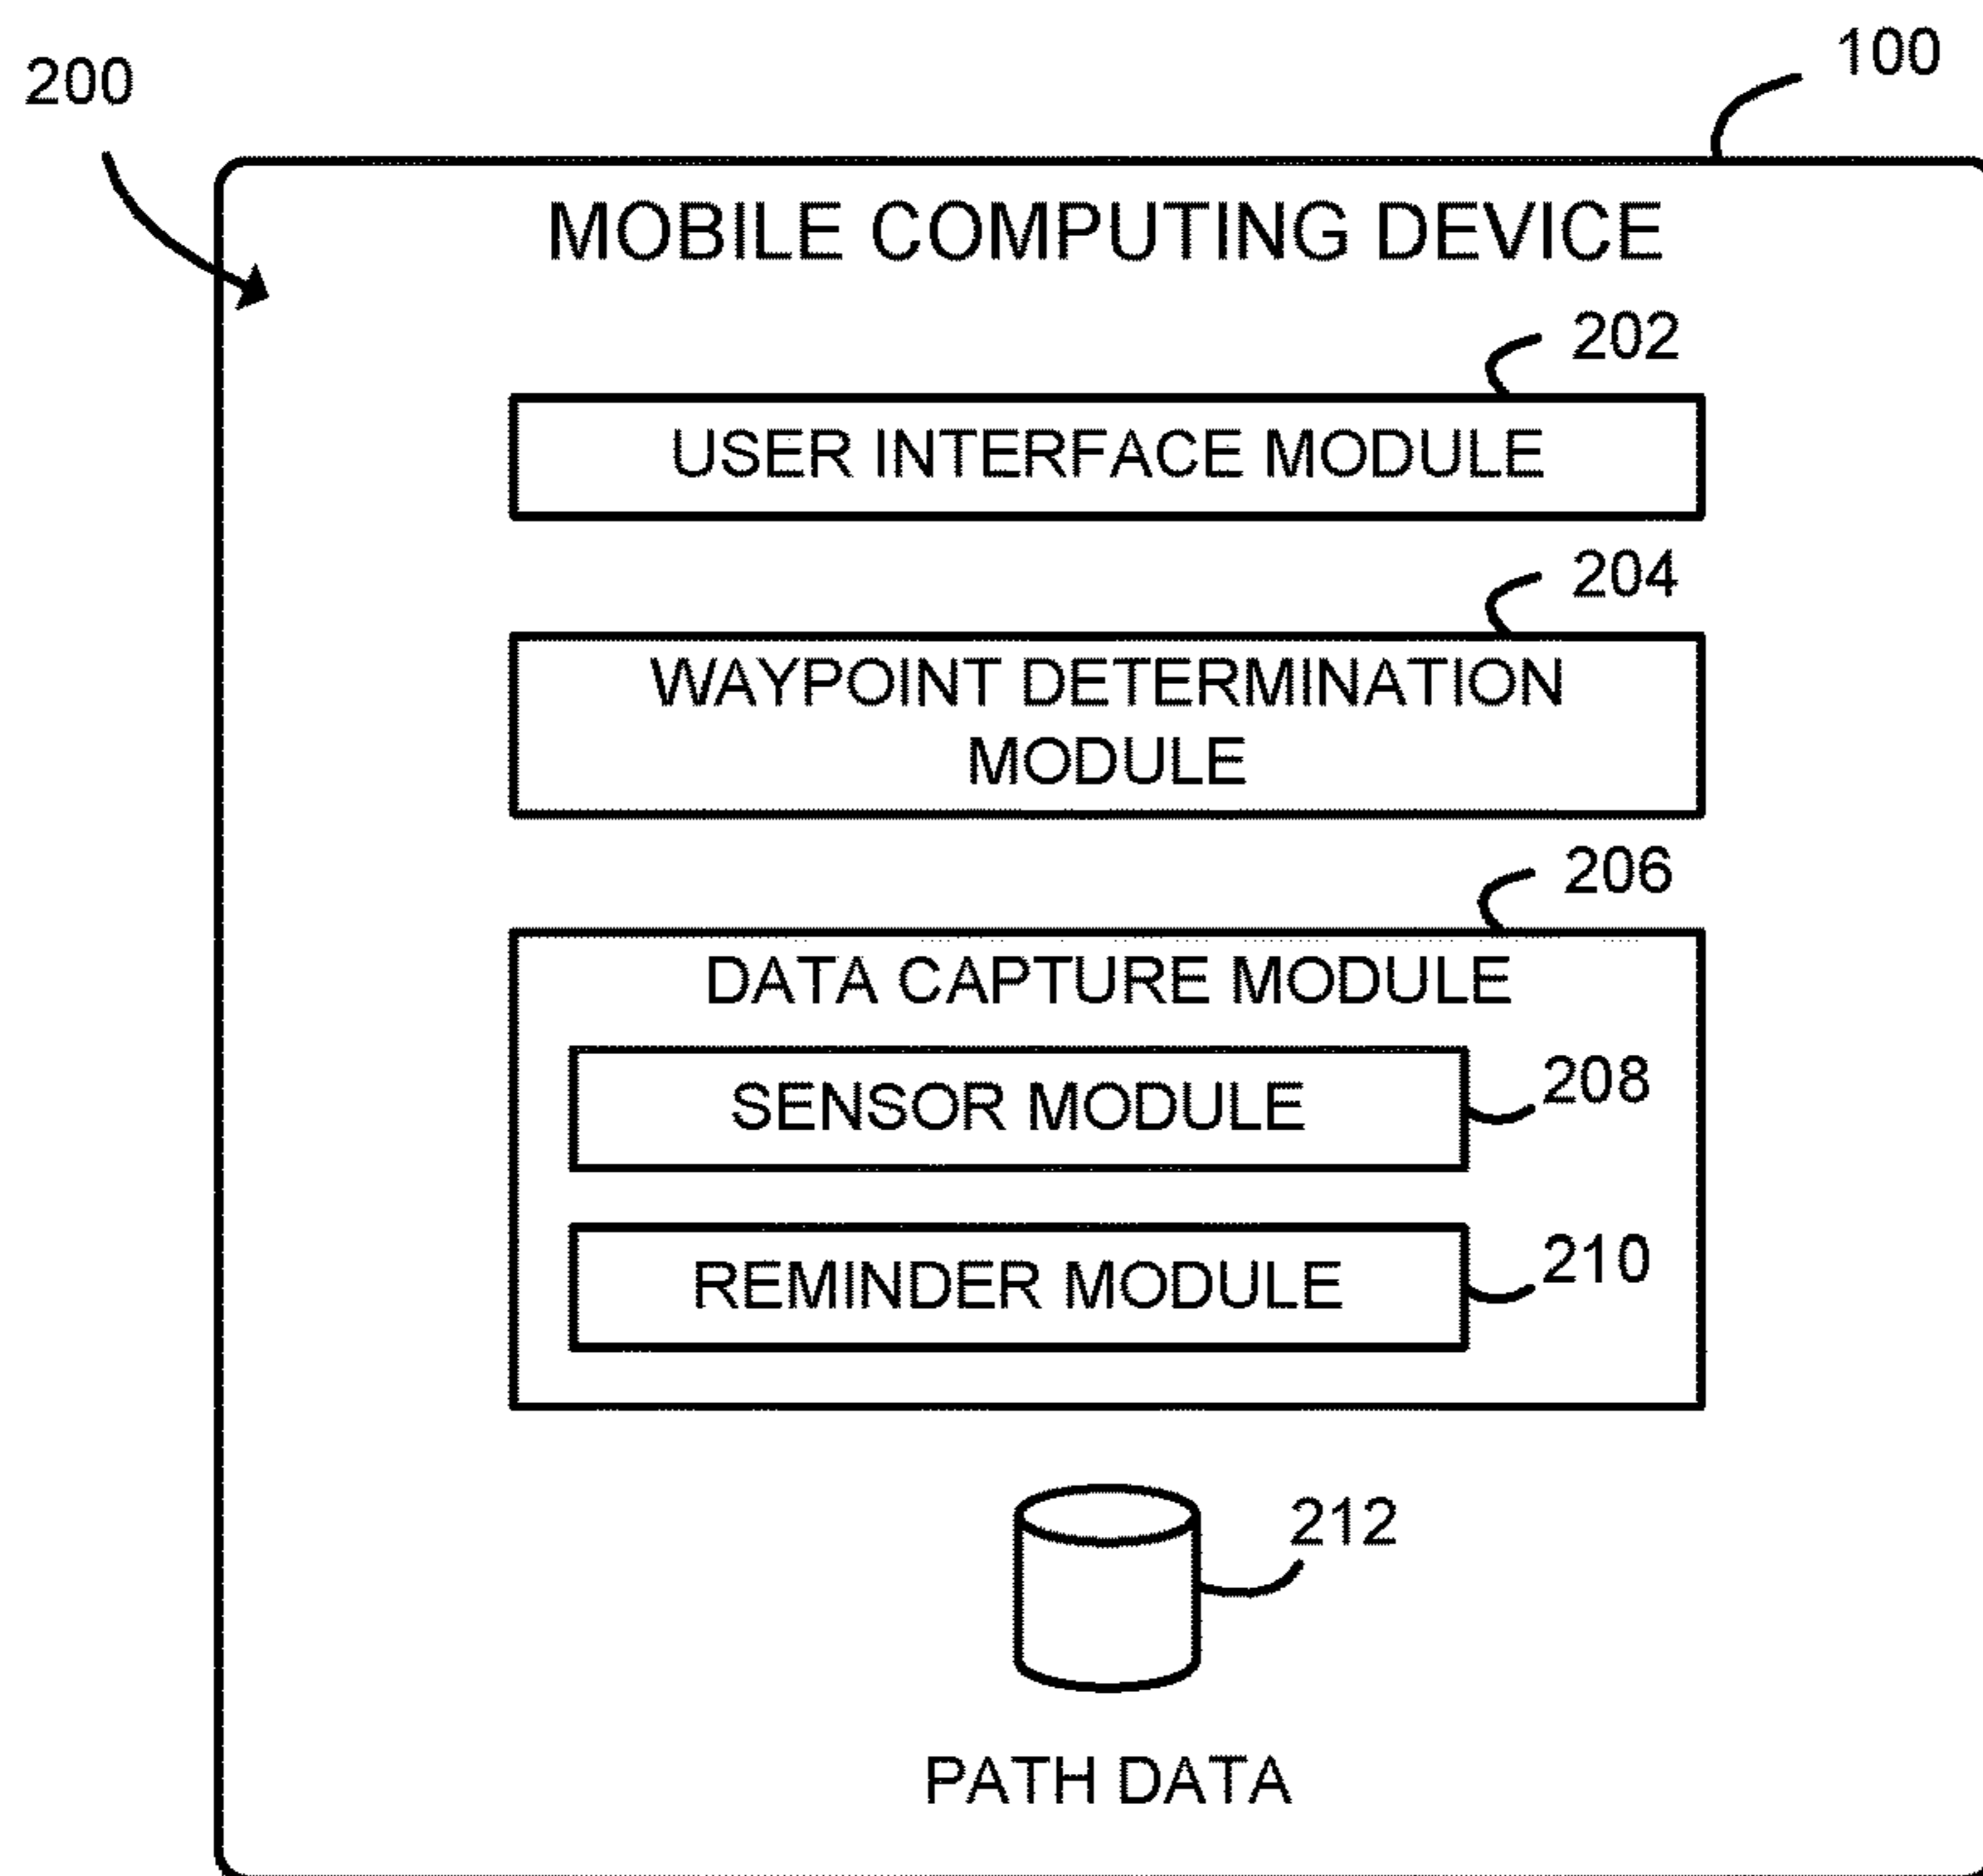 200
100
MOBILE COMPUTING DEVICE
202
USER INTERFACE MODULE
204
WAYPOINT DETERMINATION
MODULE
206
DATA CAPTURE MODULE
SENSOR MODULE
208
REMINDER MODULE
210
212
PATH DATA